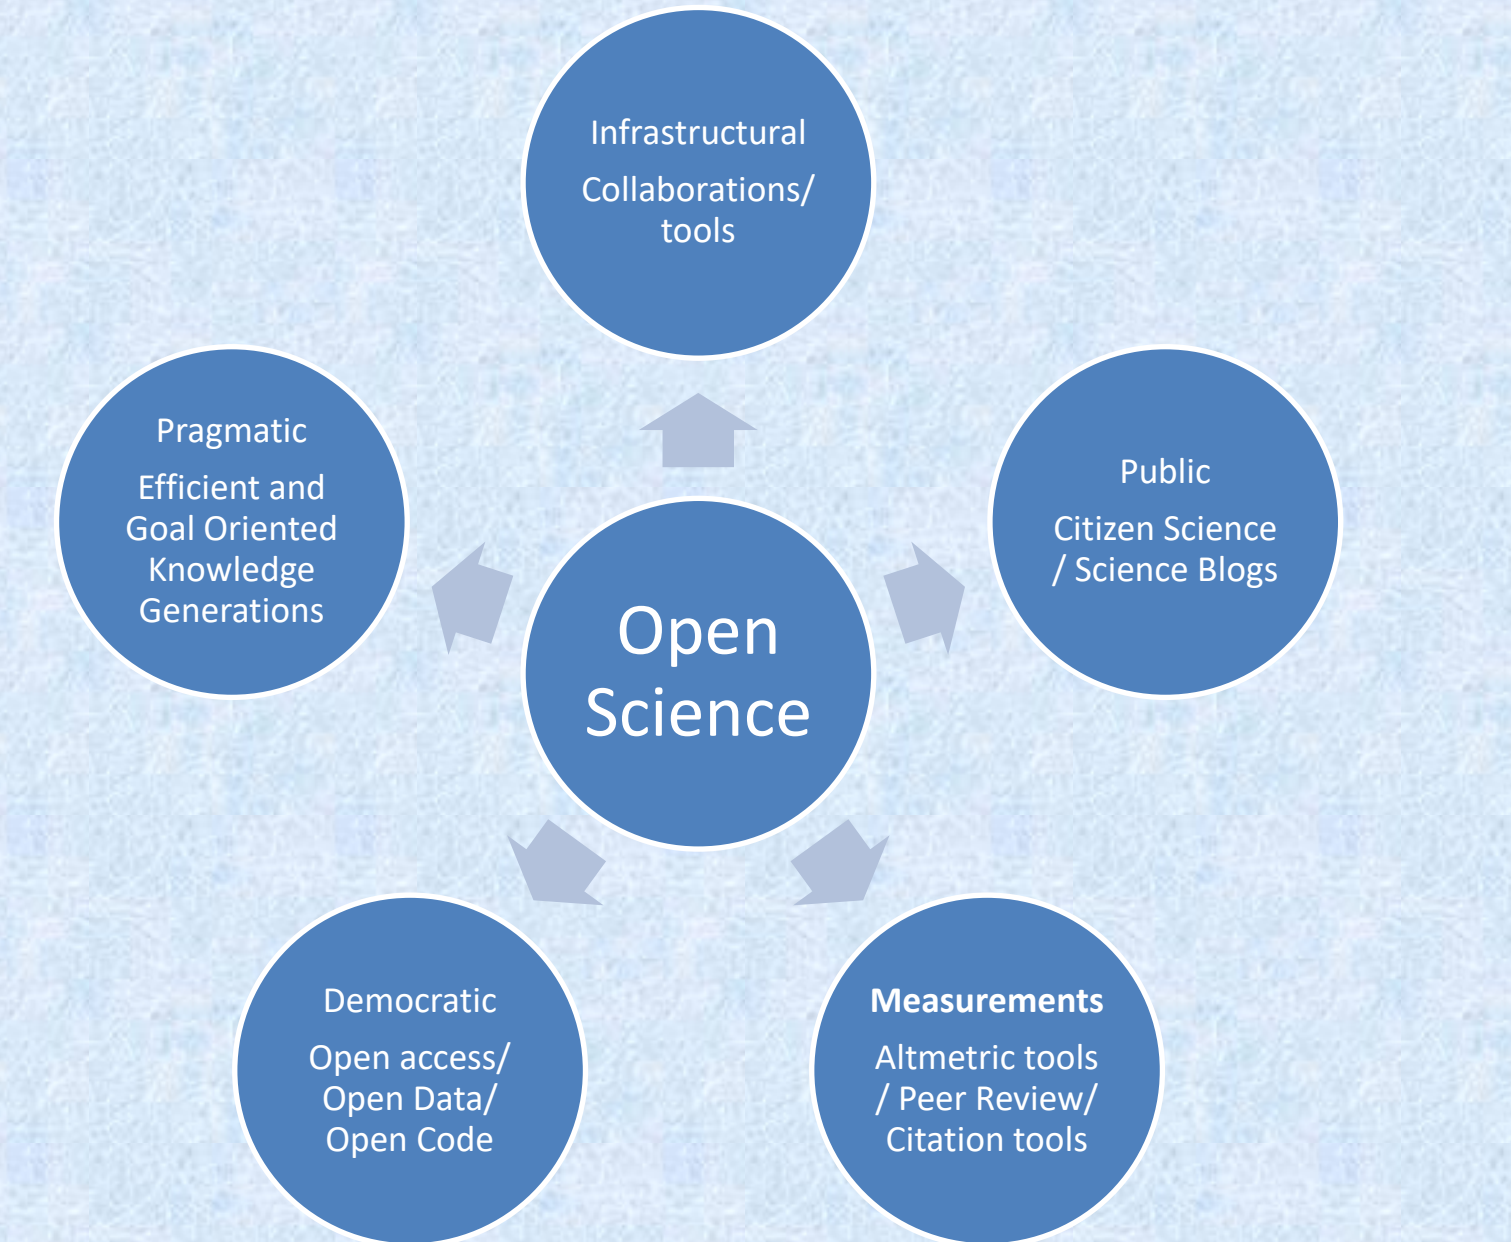 Infrastructural
Collaborations/
tools
Pragmatic
Efficient and
Goal Oriented
Knowledge
Generations
Public
Citizen Science
/ Science Blogs
Open
Science
Democratic
Open access/
Open Data/
Open Code
Measurements
Altmetric tools
/ Peer Review/
Citation tools